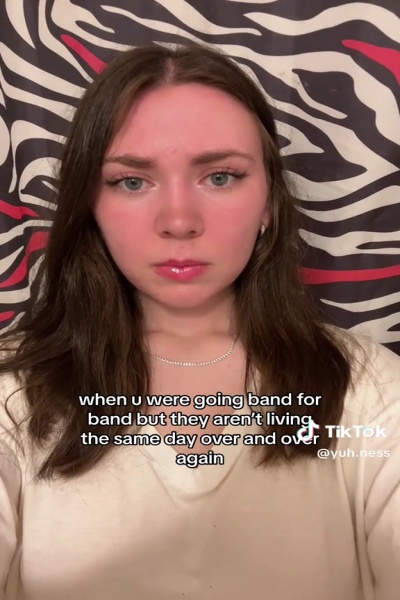 when u were going band for
band but they aren't living
the same day over and over
again
TikTok
@yuh.ness